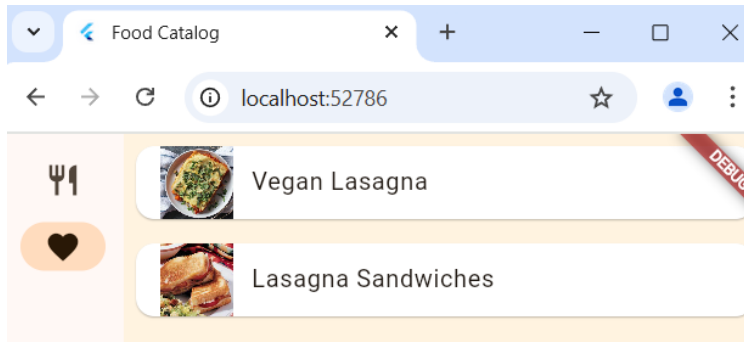 Food Catalog
localhost:52786
DEBUG
Vegan Lasagna
Lasagna Sandwiches